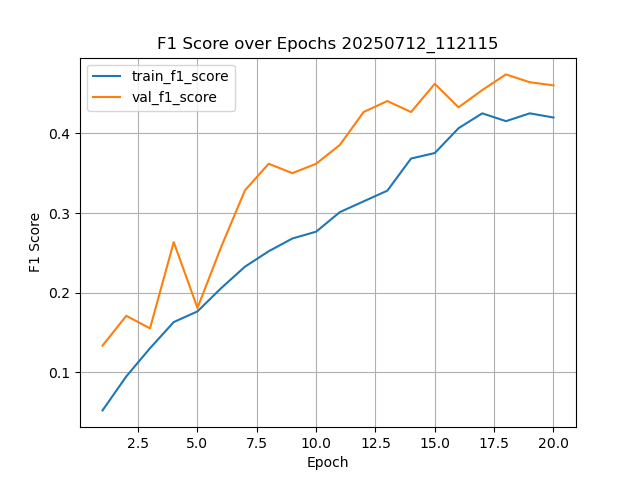 F1 Score over Epochs 20250712_112115
train_f1_score
val_f1_score
F1 Score
0.4
0.3
0.2
0.1
2.5 5.0 7.5 10.0 12.5 15.0 17.5 20.0
Epoch